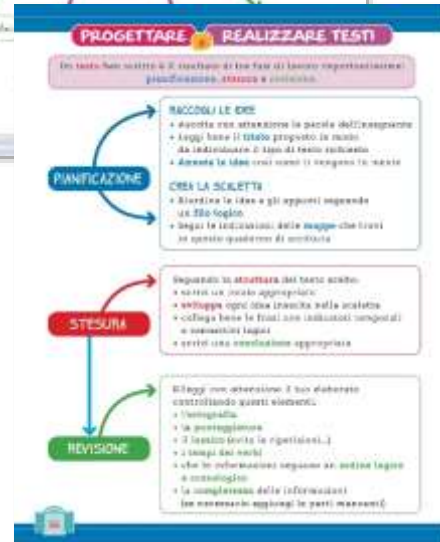 PROGETTARE e REALIZZARE TESTI
Un testo ben scritto è il risultato di tre fasi di lavoro importantissime:
pianificazione, stesura e revisione.
PIANIFICAZIONE
RACCOGLI LE IDEE
• Ascolta con attenzione le parole dell'insegnante
• Leggi bene il titolo proposto in modo
da individuare il tipo di testo richiesto
• Annota le idee così come ti vengono in mente
CREA LA SCALETTA
• Riordina le idee e gli appunti seguendo
un filo logico
• Segui le indicazioni delle mappe che trovi
in questo quaderno di scrittura
STESURA
Seguendo la struttura del testo scelto:
• scrivi un inizio appropriato
• sviluppa ogni idea inserita nella scaletta
• collega bene le frasi con indicatori temporali
e connettivi logici
• scrivi una conclusione appropriata
REVISIONE
Rileggi con attenzione il tuo elaborato
controllando questi elementi:
• l'ortografia
• la punteggiatura
• il lessico (evita le ripetizioni...)
• i tempi dei verbi
• che le informazioni seguano un ordine logico
e cronologico
• la completezza delle informazioni
(se necessario aggiungi le parti mancanti)